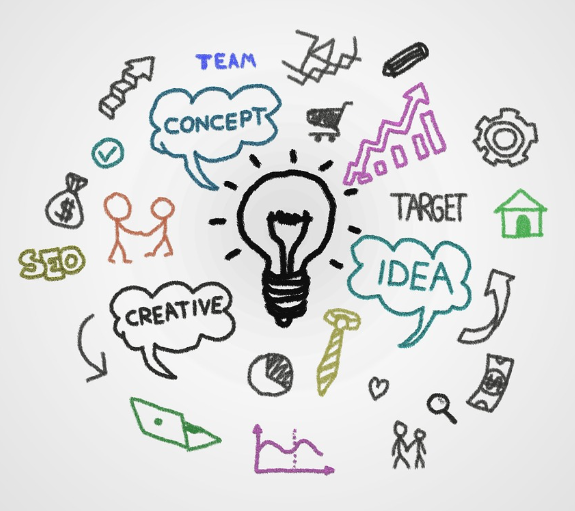 TEAM
CONCEPT
$
TARGET
SEO
IDEA
CREATIVE
$